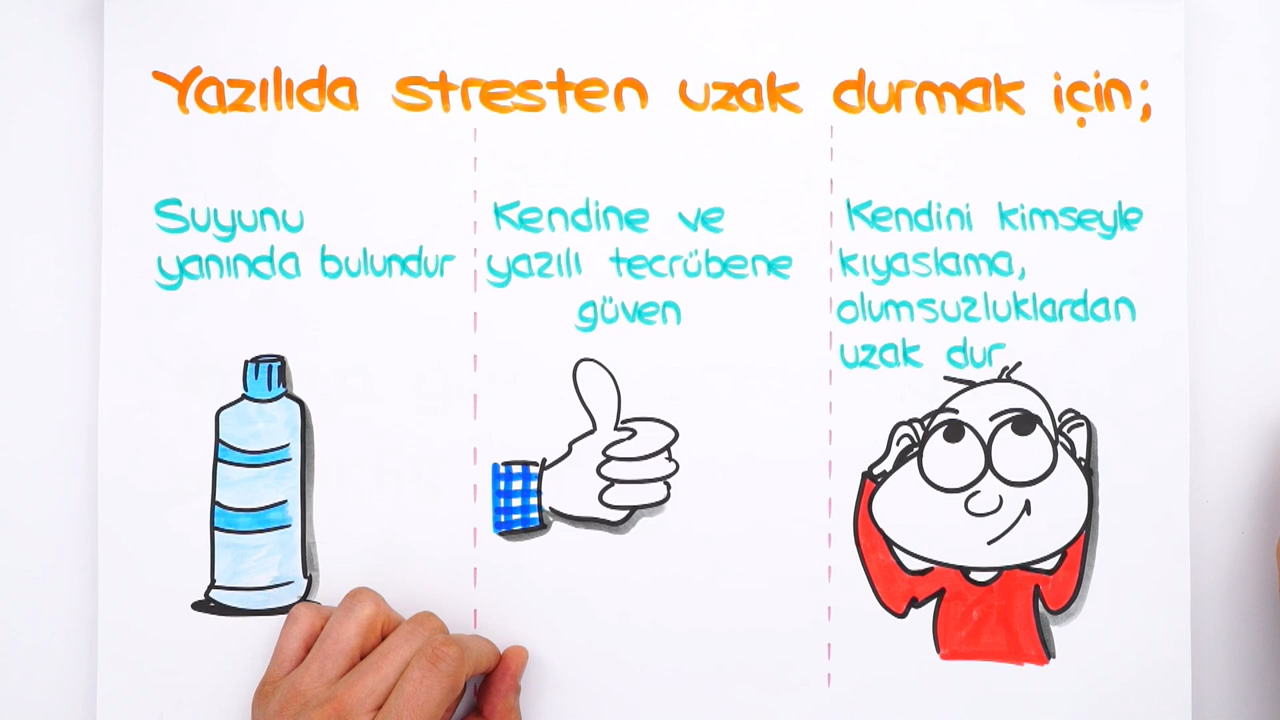 Yazılıda stresten uzak durmak için;
Suyunu
yanında bulundur
Kendine ve
yazılı tecrübene
güven
Kendini kimseyle
kıyaslama,
olumsuzluklardan
uzak dur